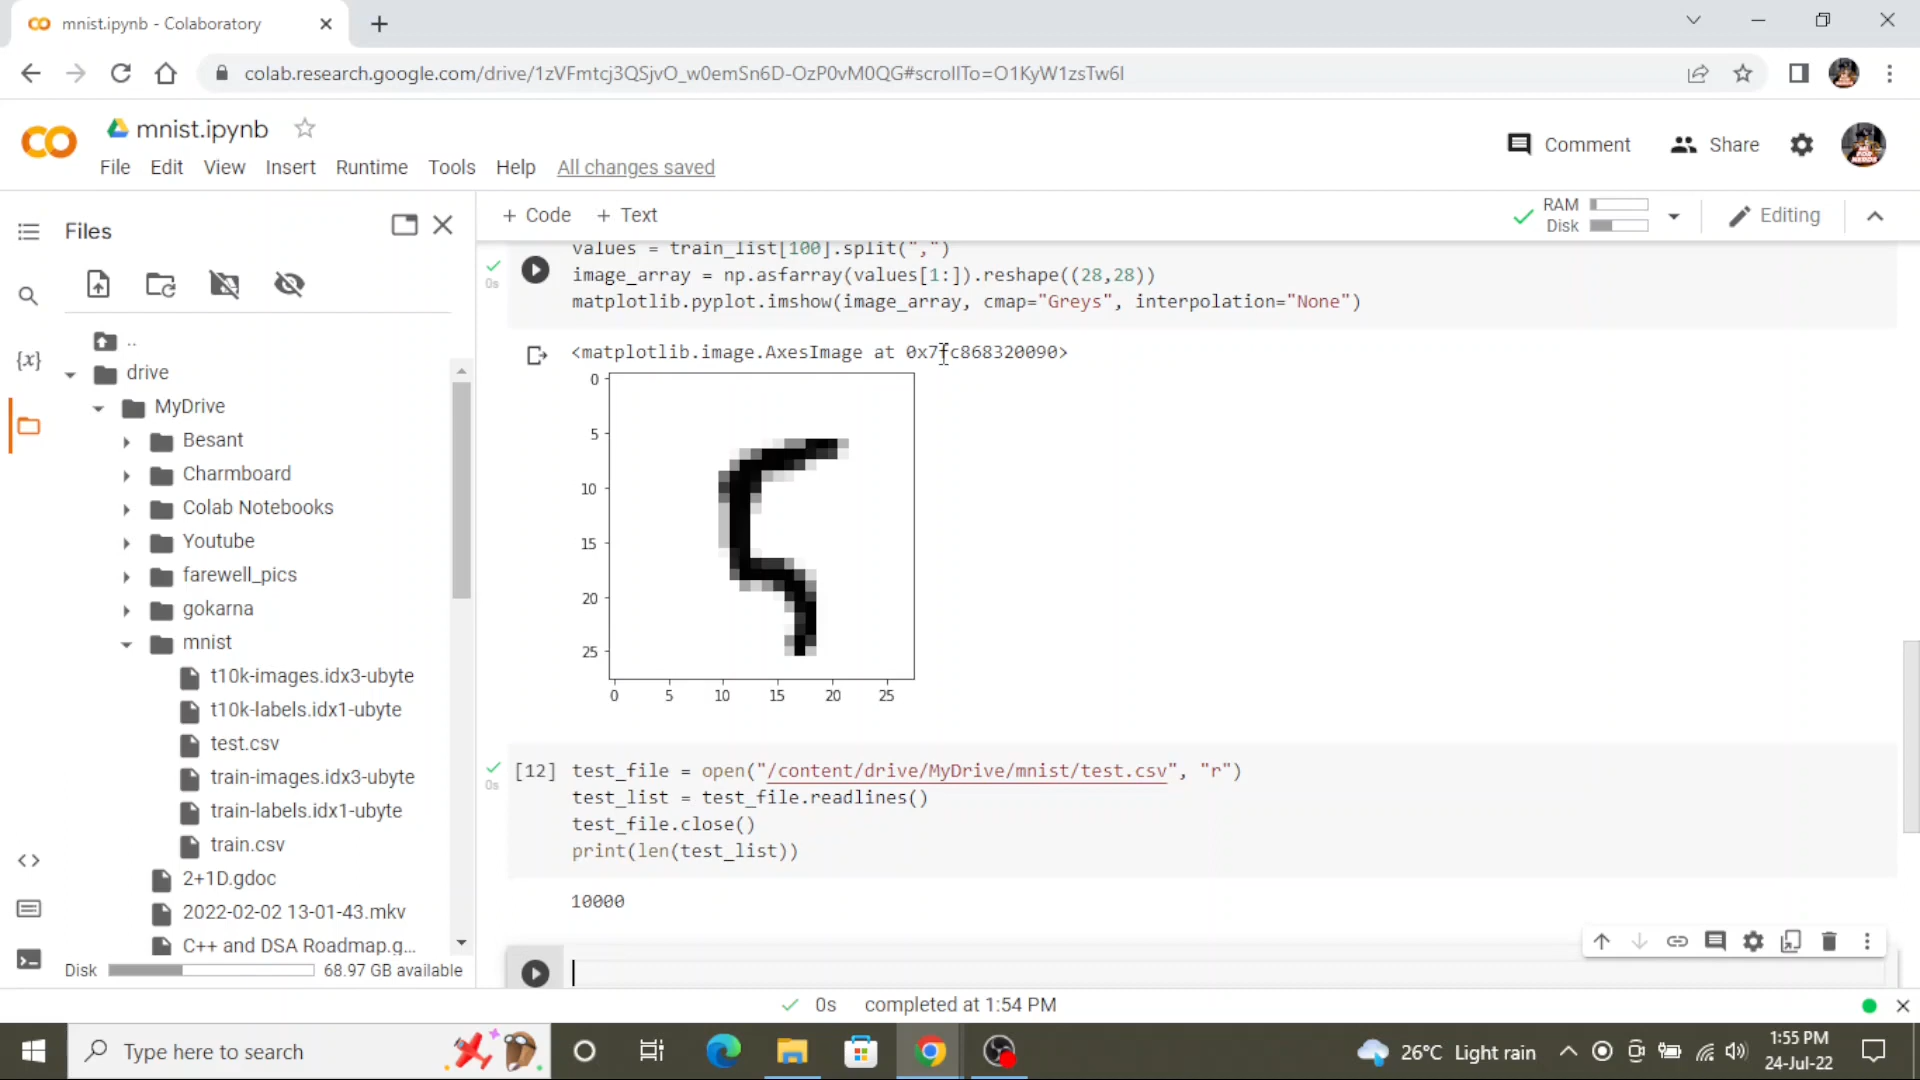 mnist.ipynb - Colaboratory
colab.research.google.com/drive/1zVFmtcj3QSjvO_w0emSn6D-OzP0vM0QG#scrollTo=O1KyW1zsTw6l
mnist.ipynb
Comment
Share
File Edit View Insert Runtime Tools Help All changes saved
Files
+ Code + Text
RAM
Disk
Editing
..
drive
MyDrive
Besant
Charmboard
Colab Notebooks
Youtube
farewell_pics
gokarna
mnist
t10k-images.idx3-ubyte
t10k-labels.idx1-ubyte
test.csv
train-images.idx3-ubyte
train-labels.idx1-ubyte
train.csv
2+1D.gdoc
2022-02-02 13-01-43.mkv
C++ and DSA Roadmap.g...
Disk 68.97 GB available
{x}
0s
values = train_list[100].split(",")
image_array = np.asfarray(values[1:]).reshape((28,28))
matplotlib.pyplot.imshow(image_array, cmap="Greys", interpolation="None")
<matplotlib.image.AxesImage at 0x7fc868320090>
0
5
10
15
20
25
0 5 10 15 20 25
0s
[12] test_file = open("/content/drive/MyDrive/mnist/test.csv", "r")
test_list = test_file.readlines()
test_file.close()
print(len(test_list))
10000
0s completed at 1:54 PM
Type here to search
26°C Light rain
1:55 PM
24-Jul-22